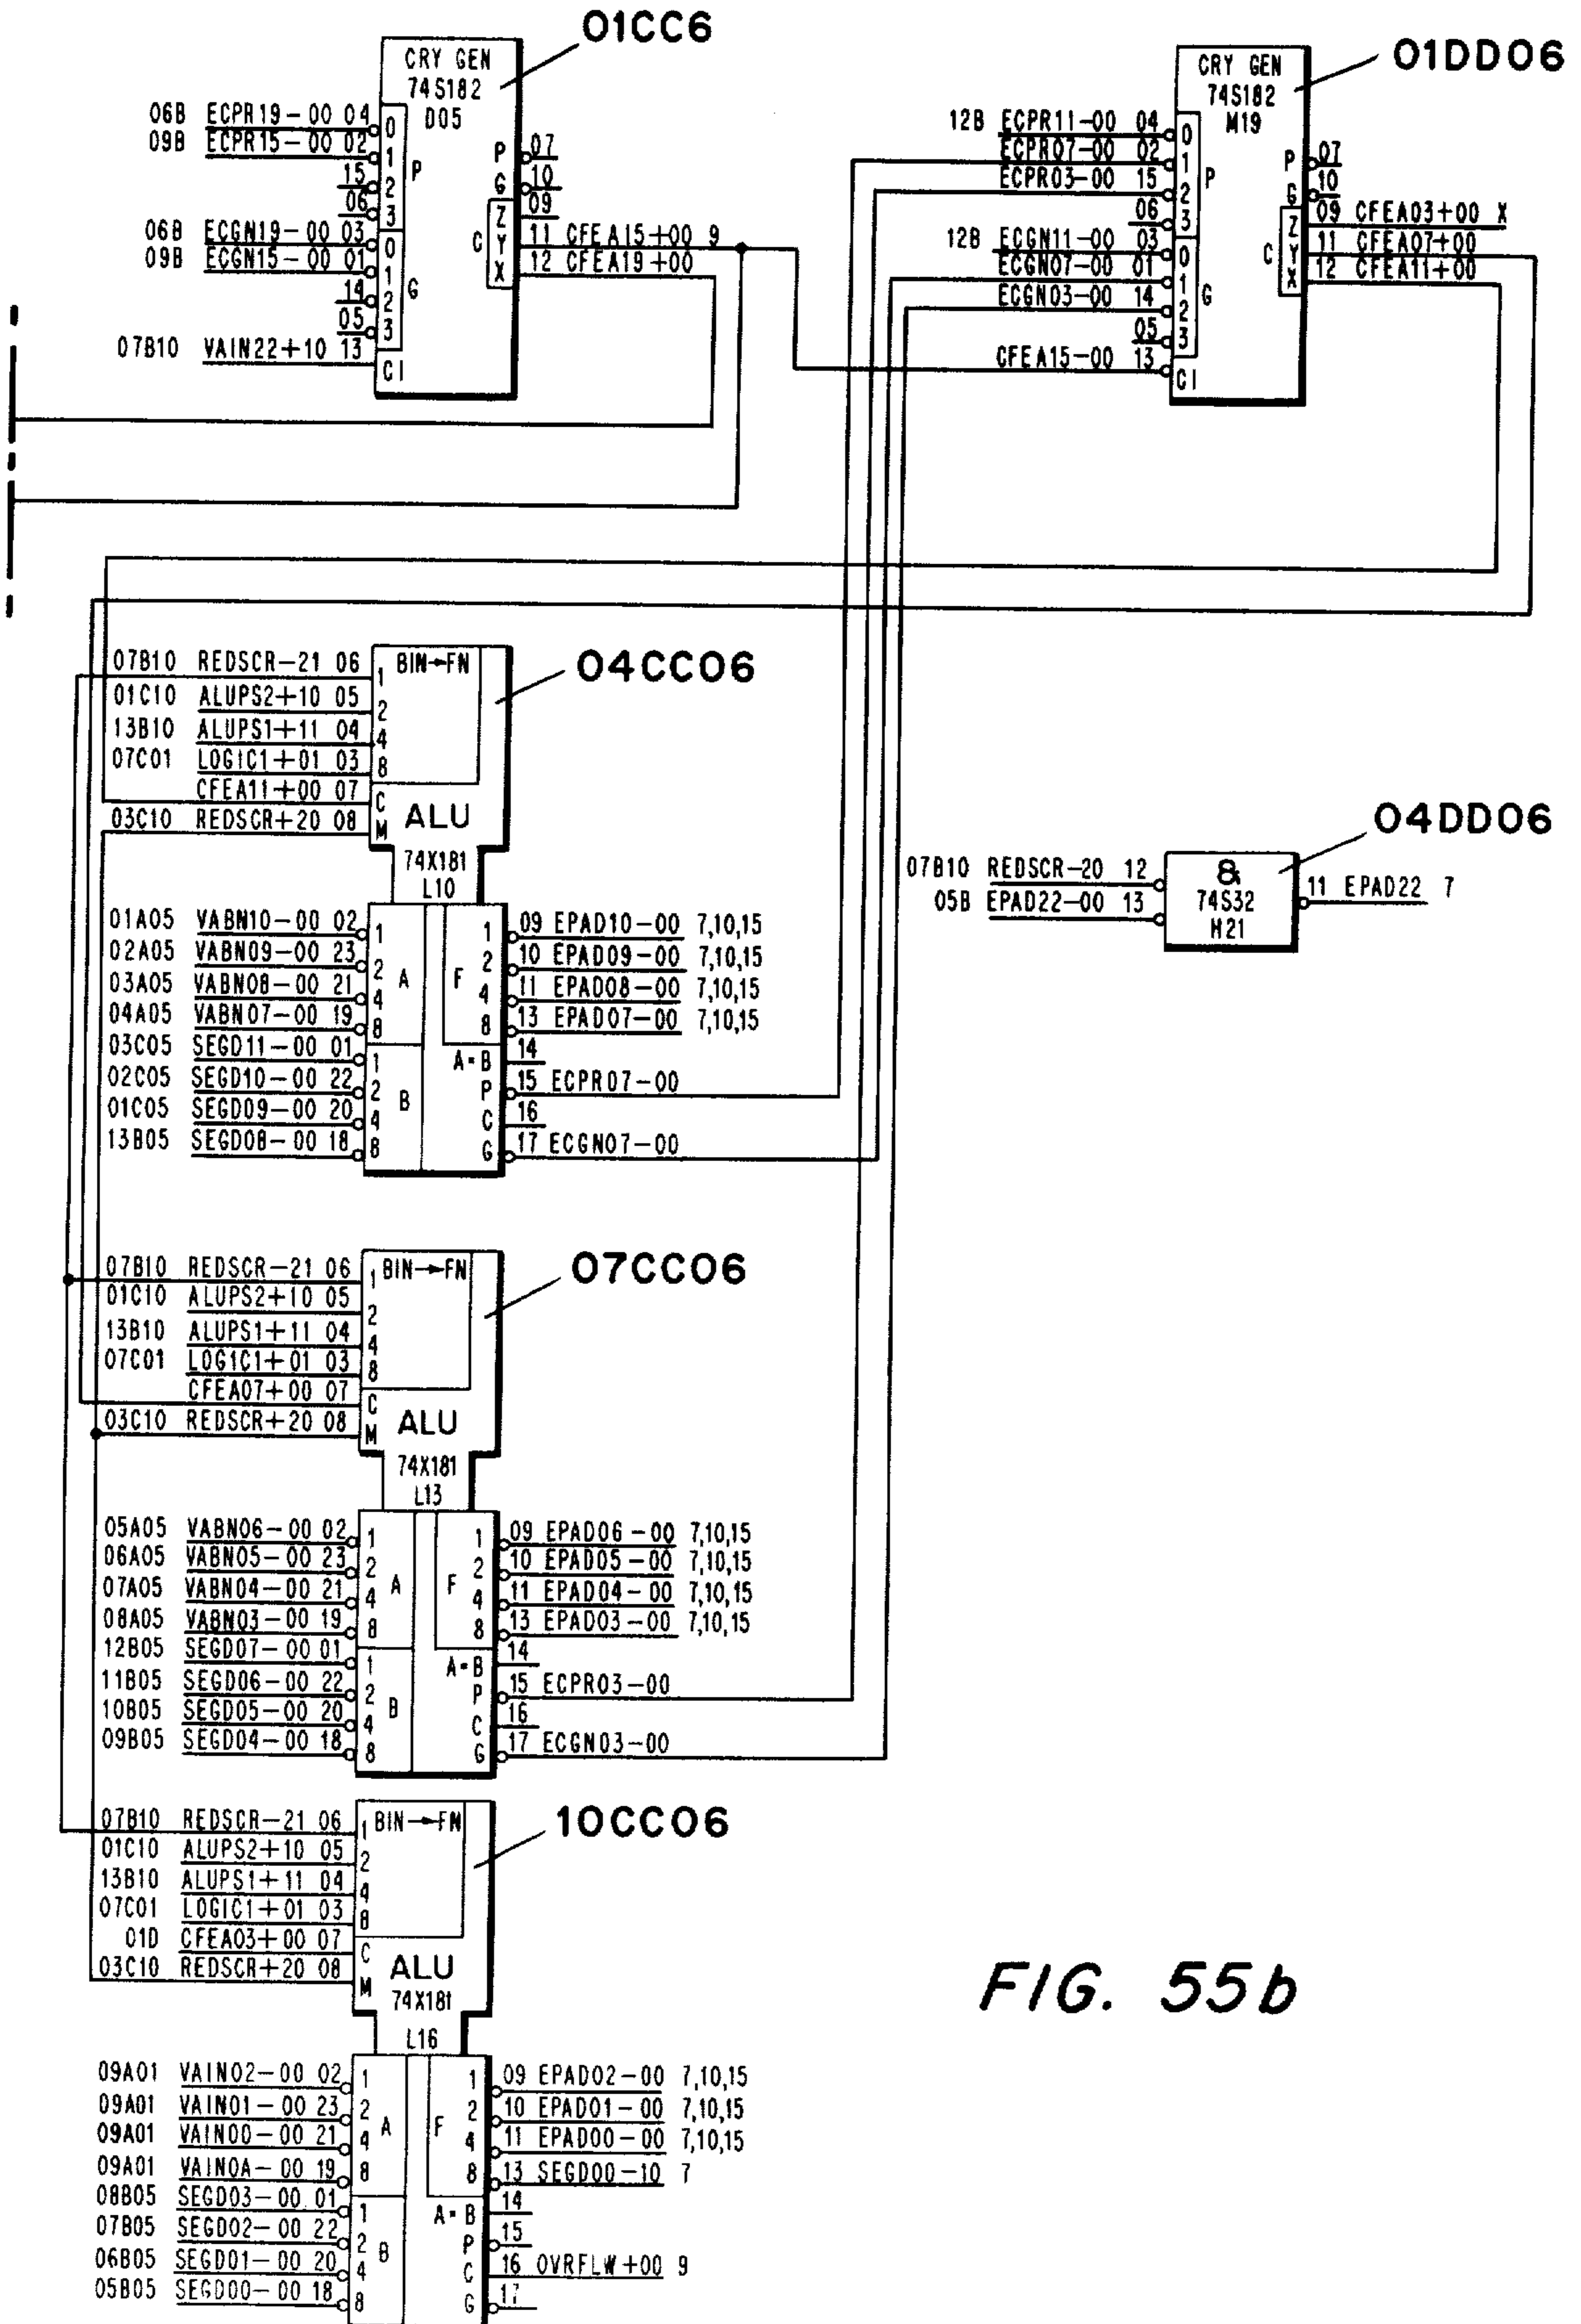 01CC6
CRY GEN
74S182
D05
06B ECPR19-00 04 0
09B ECPR15-00 02 1
15 2
06 3
P
06B ECGN19-00 03 0
09B ECGN15-00 01 1
14 2
05 3
G
07B10 VAIN22+10 13 CI
P 07
G 10
Z 09
C Y 11 CFEA15+00 9
X 12 CFEA19+00
01DD06
CRY GEN
74S182
M19
12B ECPR11-00 04 0
ECPR07-00 02 1
ECPR03-00 15 2
06 3
P
12B ECGN11-00 03 0
ECGN07-00 01 1
ECGN03-00 14 2
05 3
G
CFEA15-00 13 CI
P 07
G 10
Z 09 CFEA03+00 X
C Y 11 CFEA07+00
X 12 CFEA11+00
04CC06
BIN→FN
07B10 REDSCR-21 06 1
01C10 ALUPS2+10 05 2
13B10 ALUPS1+11 04 4
07C01 LOGIC1+01 03 8
CFEA11+00 07 C
03C10 REDSCR+20 08 M
ALU
74X181
L10
01A05 VABN10-00 02 1
02A05 VABN09-00 23 2
03A05 VABN08-00 21 4
04A05 VABN07-00 19 8
A
03C05 SEGD11-00 01 1
02C05 SEGD10-00 22 2
01C05 SEGD09-00 20 4
13B05 SEGD08-00 18 8
B
F
1 09 EPAD10-00 7,10,15
2 10 EPAD09-00 7,10,15
4 11 EPAD08-00 7,10,15
8 13 EPAD07-00 7,10,15
A=B 14
P 15 ECPR07-00
C 16
G 17 ECGN07-00
04DD06
07B10 REDSCR-20 12
05B EPAD22-00 13
&
74S32
H21
11 EPAD22 7
07CC06
BIN→FN
07B10 REDSCR-21 06 1
01C10 ALUPS2+10 05 2
13B10 ALUPS1+11 04 4
07C01 LOGIC1+01 03 8
CFEA07+00 07 C
03C10 REDSCR+20 08 M
ALU
74X181
L13
05A05 VABN06-00 02 1
06A05 VABN05-00 23 2
07A05 VABN04-00 21 4
08A05 VABN03-00 19 8
A
12B05 SEGD07-00 01 1
11B05 SEGD06-00 22 2
10B05 SEGD05-00 20 4
09B05 SEGD04-00 18 8
B
F
1 09 EPAD06-00 7,10,15
2 10 EPAD05-00 7,10,15
4 11 EPAD04-00 7,10,15
8 13 EPAD03-00 7,10,15
A=B 14
P 15 ECPR03-00
C 16
G 17 ECGN03-00
10CC06
BIN→FN
07B10 REDSCR-21 06 1
01C10 ALUPS2+10 05 2
13B10 ALUPS1+11 04 4
07C01 LOGIC1+01 03 8
01D CFEA03+00 07 C
03C10 REDSCR+20 08 M
ALU
74X181
L16
09A01 VAIN02-00 02 1
09A01 VAIN01-00 23 2
09A01 VAIN00-00 21 4
09A01 VAIN0A-00 19 8
A
08B05 SEGD03-00 01 1
07B05 SEGD02-00 22 2
06B05 SEGD01-00 20 4
05B05 SEGD00-00 18 8
B
F
1 09 EPAD02-00 7,10,15
2 10 EPAD01-00 7,10,15
4 11 EPAD00-00 7,10,15
8 13 SEGD00-10 7
A=B 14
P 15
C 16 OVRFLW+00 9
G 17
FIG. 55b